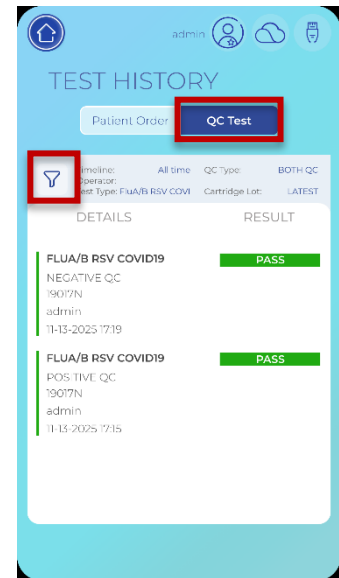 admin
TEST HISTORY
Patient Order QC Test
Timeline: All time QC Type: BOTH QC
Operator:
Test Type: FluA/B RSV COVI Cartridge Lot: LATEST
DETAILS RESULT
FLUA/B RSV COVID19 PASS
NEGATIVE QC
19017N
admin
11-13-2025 17:19
FLUA/B RSV COVID19 PASS
POSITIVE QC
19017N
admin
11-13-2025 17:15